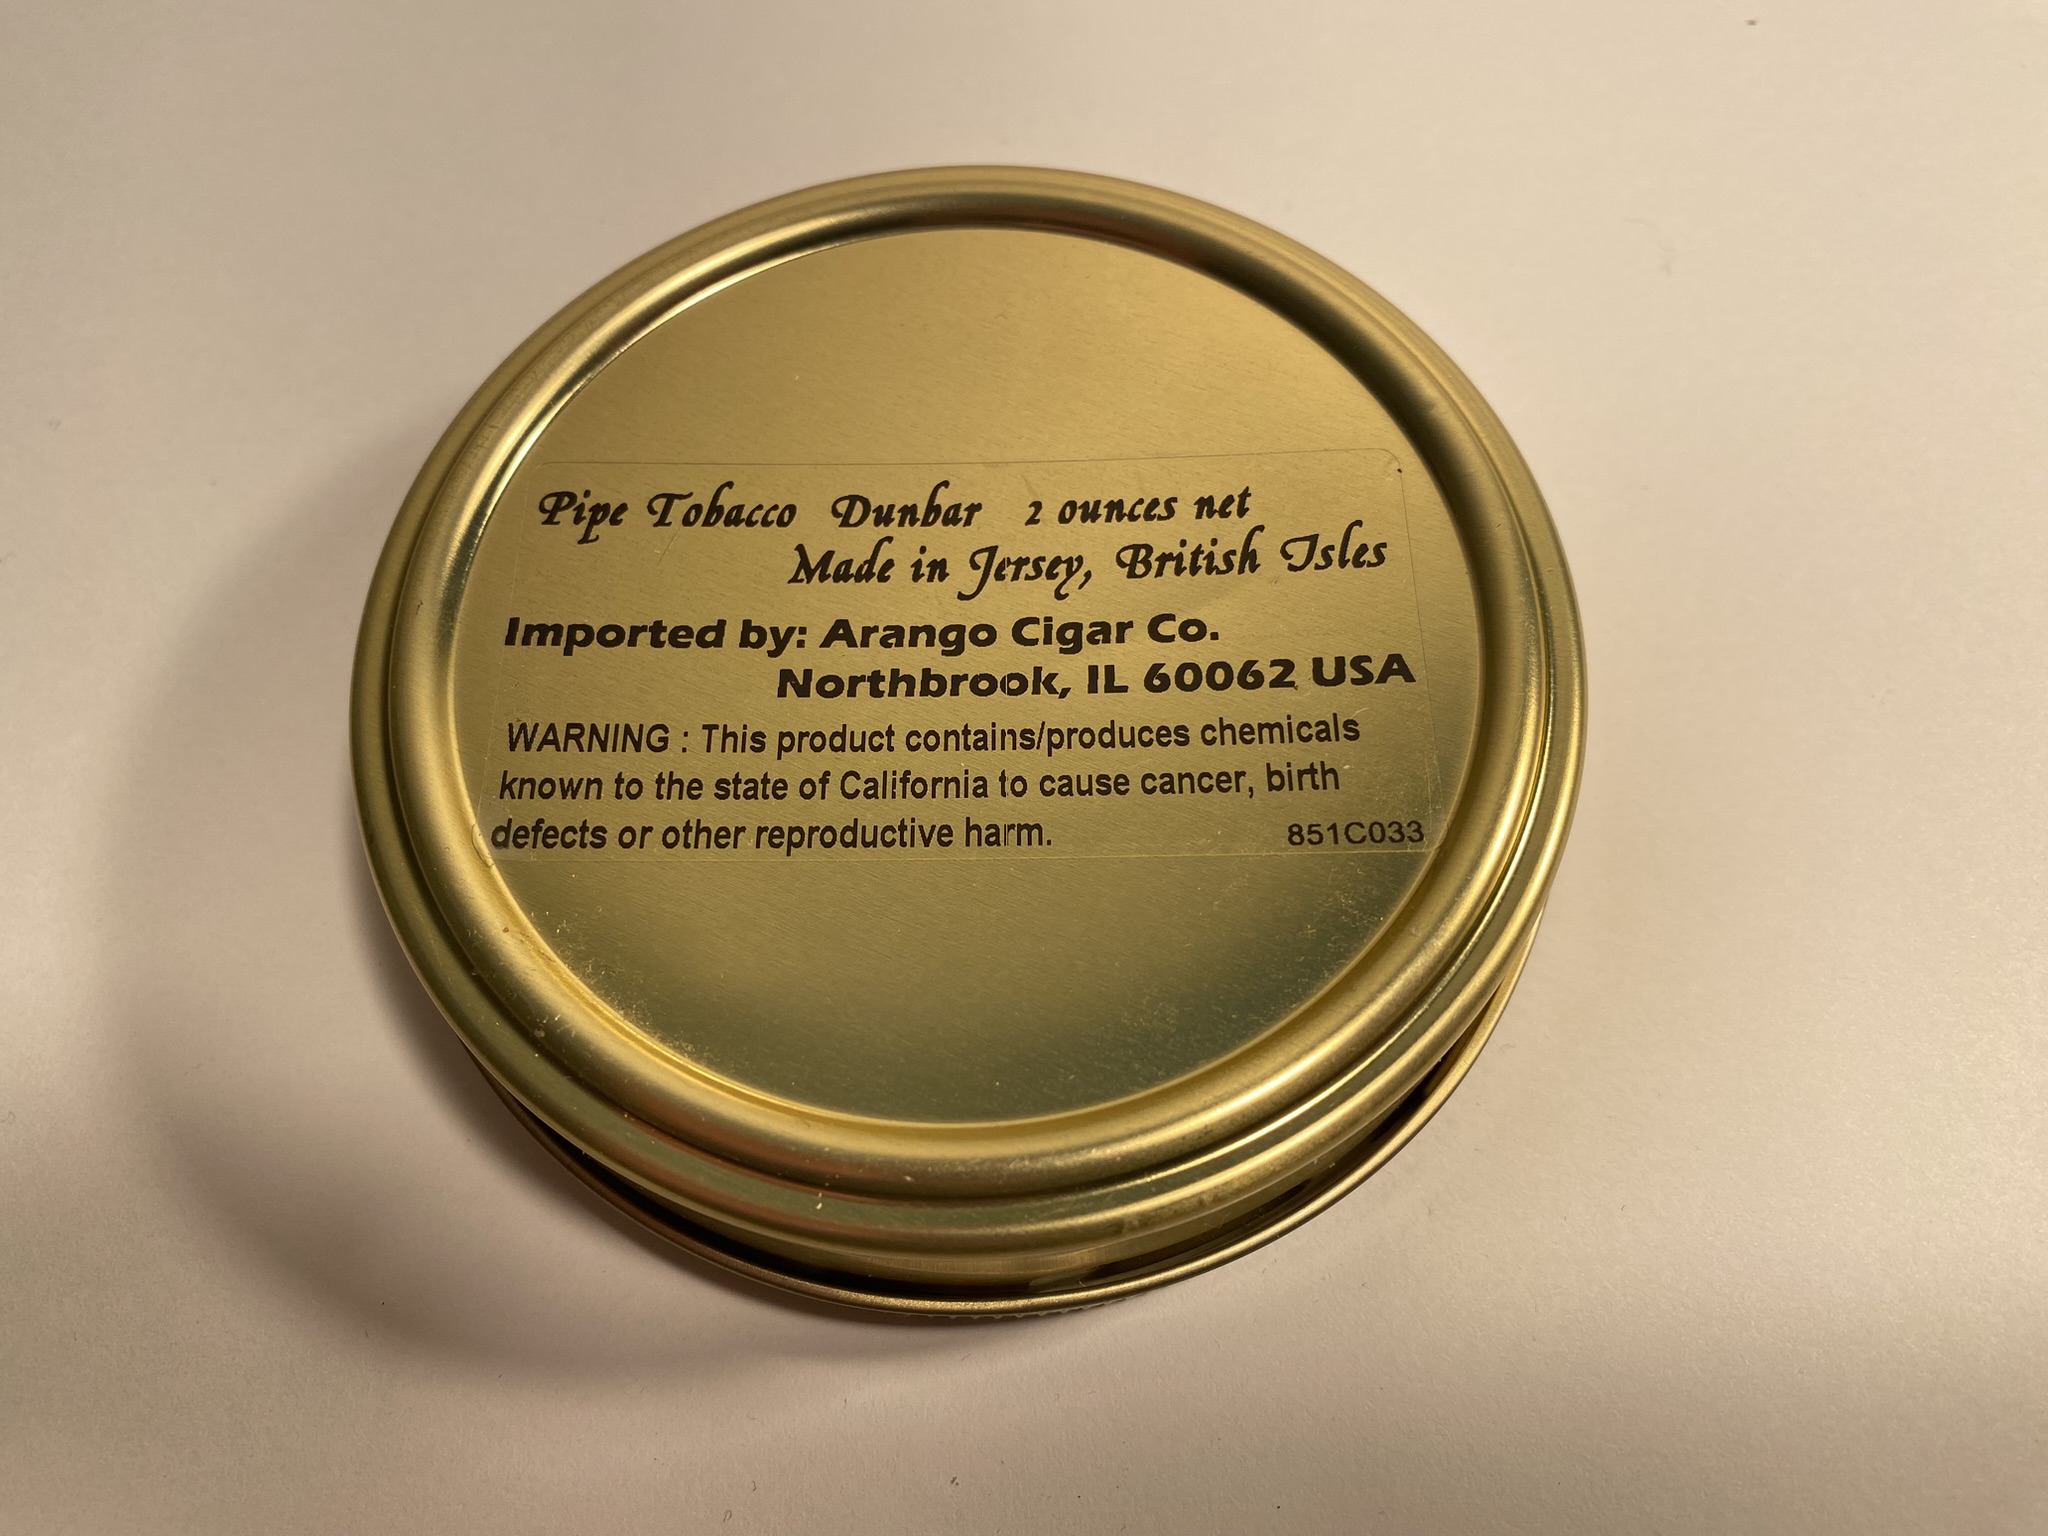 Pipe Tobacco Dunbar 2 ounces net
Made in Jersey, British Isles
Imported by: Arango Cigar Co.
Northbrook, IL 60062 USA
WARNING : This product contains/produces chemicals
known to the state of California to cause cancer, birth
defects or other reproductive harm. 851C033